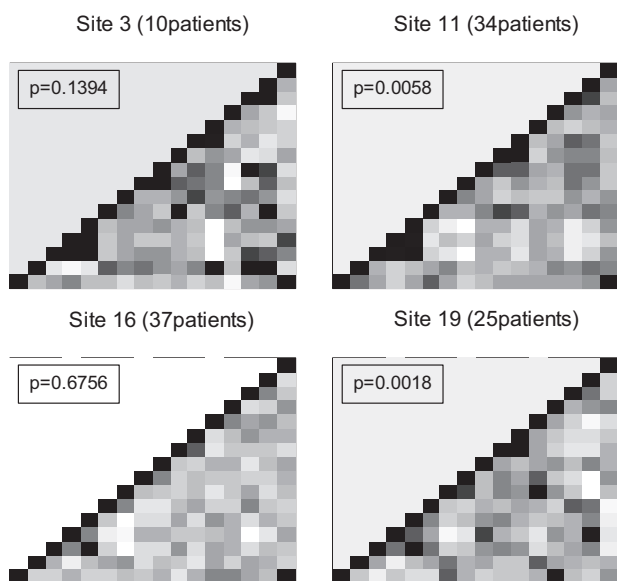 Site 3 (10patients)
Site 11 (34patients)
p=0.1394
p=0.0058
Site 16 (37patients)
Site 19 (25patients)
p=0.6756
p=0.0018